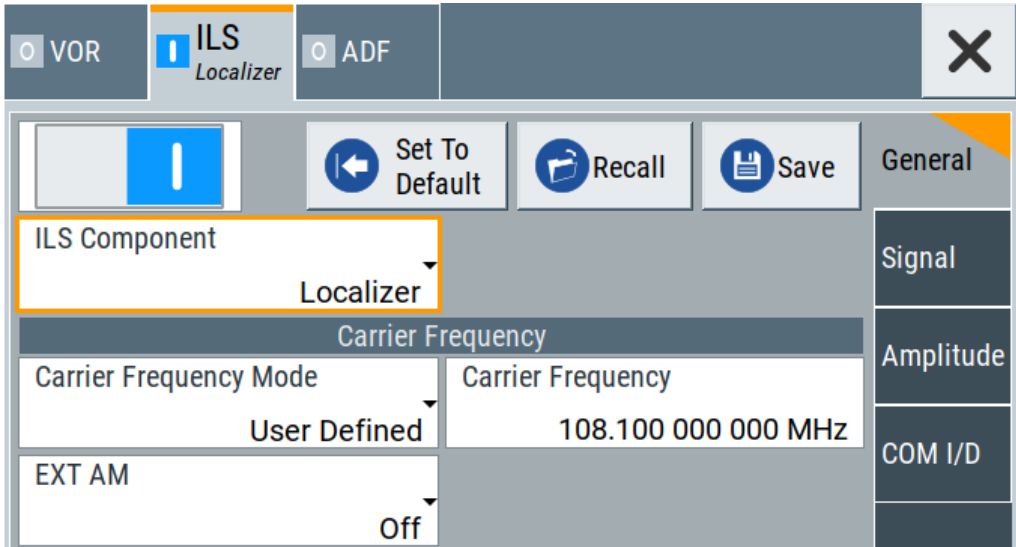 VOR
ILS
Localizer
ADF
Set To
Default
Recall
Save
General
ILS Component
Localizer
Signal
Carrier Frequency
Carrier Frequency Mode
User Defined
Carrier Frequency
108.100 000 000 MHz
Amplitude
EXT AM
Off
COM I/D